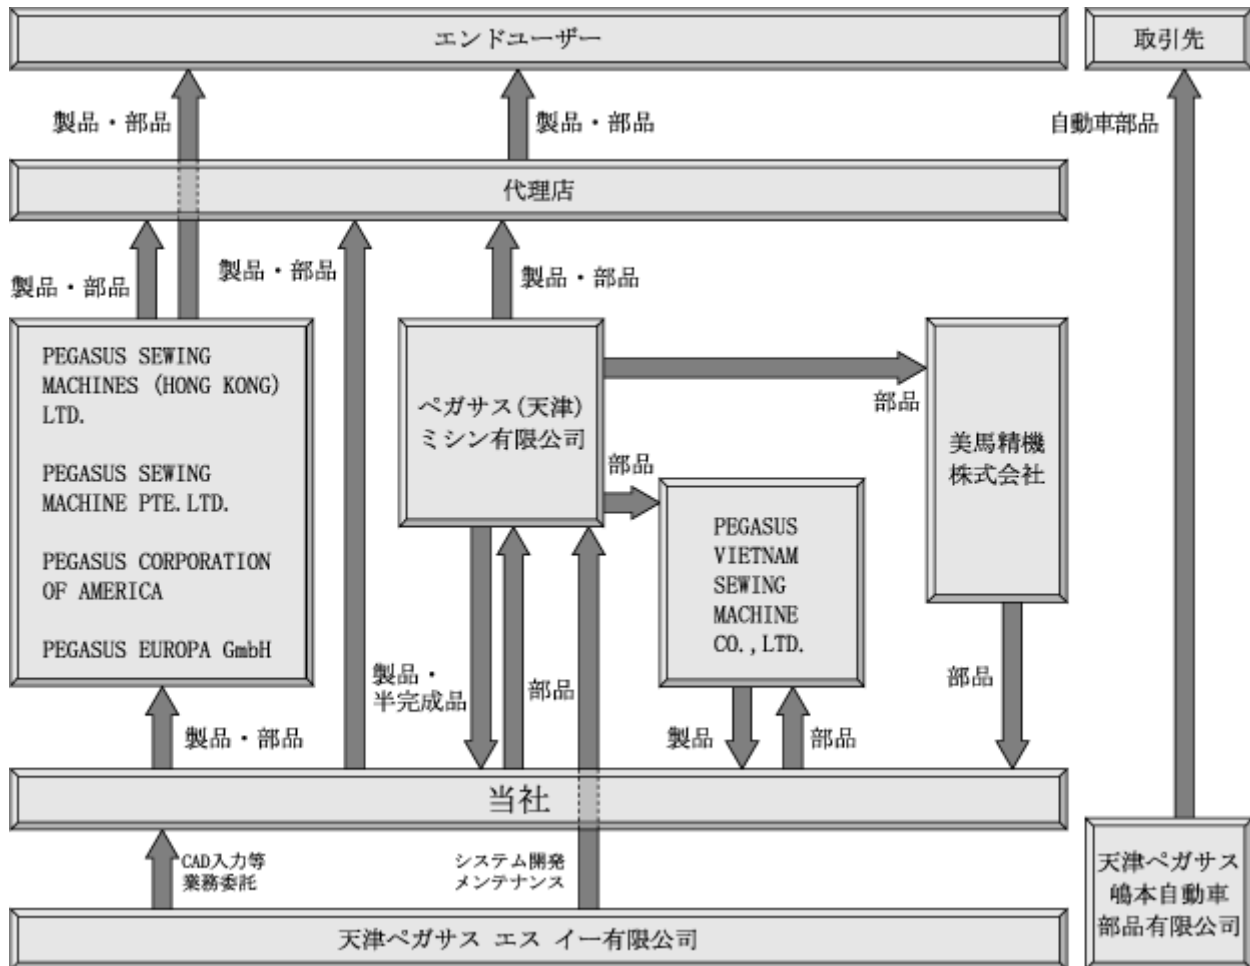 エンドユーザー
取引先
製品・部品
製品・部品
自動車部品
代理店
製品・部品
製品・部品
製品・部品
PEGASUS SEWING
MACHINES (HONG KONG)
LTD.
PEGASUS SEWING
MACHINE PTE.LTD.
PEGASUS CORPORATION
OF AMERICA
PEGASUS EUROPA GmbH
ペガサス(天津)
ミシン有限公司
部品
美馬精機
株式会社
部品
PEGASUS
VIETNAM
SEWING
MACHINE
CO.,LTD.
製品・部品
製品・
半完成品
部品
製品
部品
部品
当社
CAD入力等
業務委託
システム開発
メンテナンス
天津ペガサス エス イー有限公司
天津ペガサス
嶋本自動車
部品有限公司